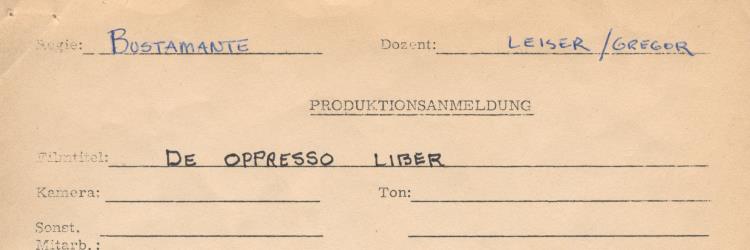 Regie: BUSTAMANTE Dozent: LEISER / GREGOR
PRODUKTIONSANMELDUNG
Filmtitel: DE OPPRESSO LIBER
Kamera: Ton:
Sonst.
Mitarb.: